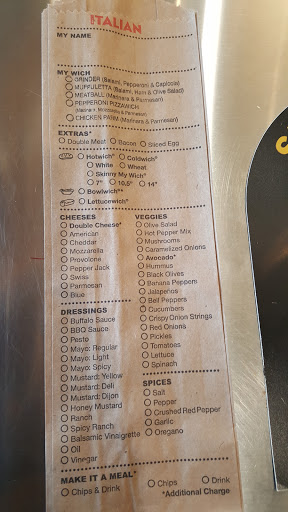 ITALIAN
MY NAME
MY WICH
GRINDER (Salami, Pepperoni & Capicola)
MUFFULETTA (Salami, Ham & Olive Salad)
MEATBALL (Marinara & Parmesan)
PEPPERONI PIZZAWICH
(Marinara, Mozzarella & Parmesan)
CHICKEN PARM (Marinara & Parmesan)
EXTRAS*
Double Meat Bacon Sliced Egg
Hotwich* Coldwich*
White Wheat
Skinny My Wich*
7" 10.5" 14"
Bowlwich**
Lettucewich*
CHEESES
Double Cheese*
American
Cheddar
Mozzarella
Provolone
Pepper Jack
Swiss
Parmesan
Blue
DRESSINGS
Buffalo Sauce
BBQ Sauce
Pesto
Mayo: Regular
Mayo: Light
Mayo: Spicy
Mustard: Yellow
Mustard: Deli
Mustard: Dijon
Honey Mustard
Ranch
Spicy Ranch
Balsamic Vinaigrette
Oil
Vinegar
VEGGIES
Olive Salad
Hot Pepper Mix
Mushrooms
Caramelized Onions
Avocado*
Hummus
Black Olives
Banana Peppers
Jalapeños
Bell Peppers
Cucumbers
Crispy Onion Strings
Red Onions
Pickles
Tomatoes
Lettuce
Spinach
SPICES
Salt
Pepper
Crushed Red Pepper
Garlic
Oregano
MAKE IT A MEAL*
Chips & Drink Chips Drink
*Additional Charge